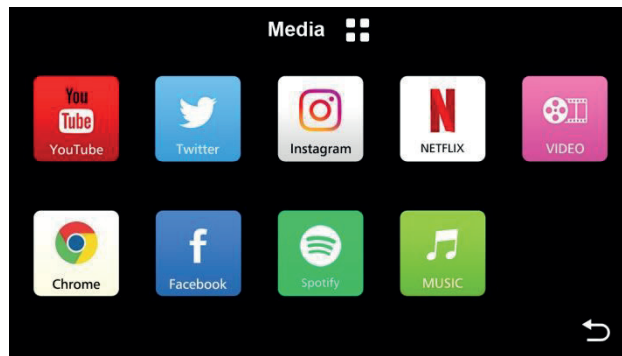 Media
You
Tube
YouTube
Twitter
Instagram
N
NETFLIX
VIDEO
Chrome
f
Facebook
Spotify
MUSIC